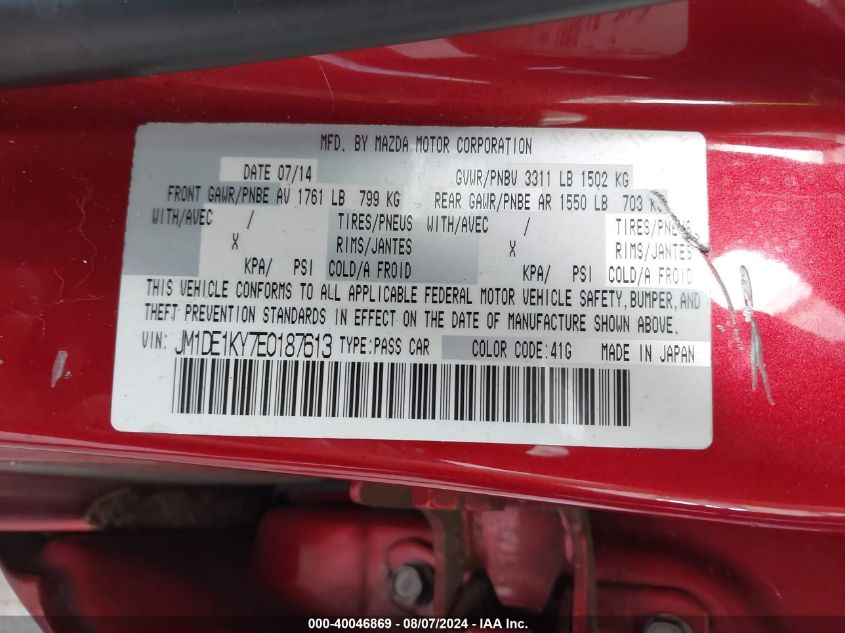 MFD. BY MAZDA MOTOR CORPORATION
DATE 07/14 GVWR/PNBV 3311 LB 1502 KG
FRONT GAWR/PNBE AV 1761 LB 799 KG REAR GAWR/PNBE AR 1550 LB 703
WITH/AVEC / TIRES/PNEUS WITH/AVEC / TIRES/PNEUS
X RIMS/JANTES X RIMS/JANTES
KPA/ PSI COLD/A FROID KPA/ PSI COLD/A FROID
THIS VEHICLE CONFORMS TO ALL APPLICABLE FEDERAL MOTOR VEHICLE SAFETY, BUMPER, AND
THEFT PREVENTION STANDARDS IN EFFECT ON THE DATE OF MANUFACTURE SHOWN ABOVE.
VIN: JM1DE1KY7E0187613 TYPE:PASS CAR COLOR CODE:41G MADE IN JAPAN
000-40046869 - 08/07/2024 - IAA Inc.